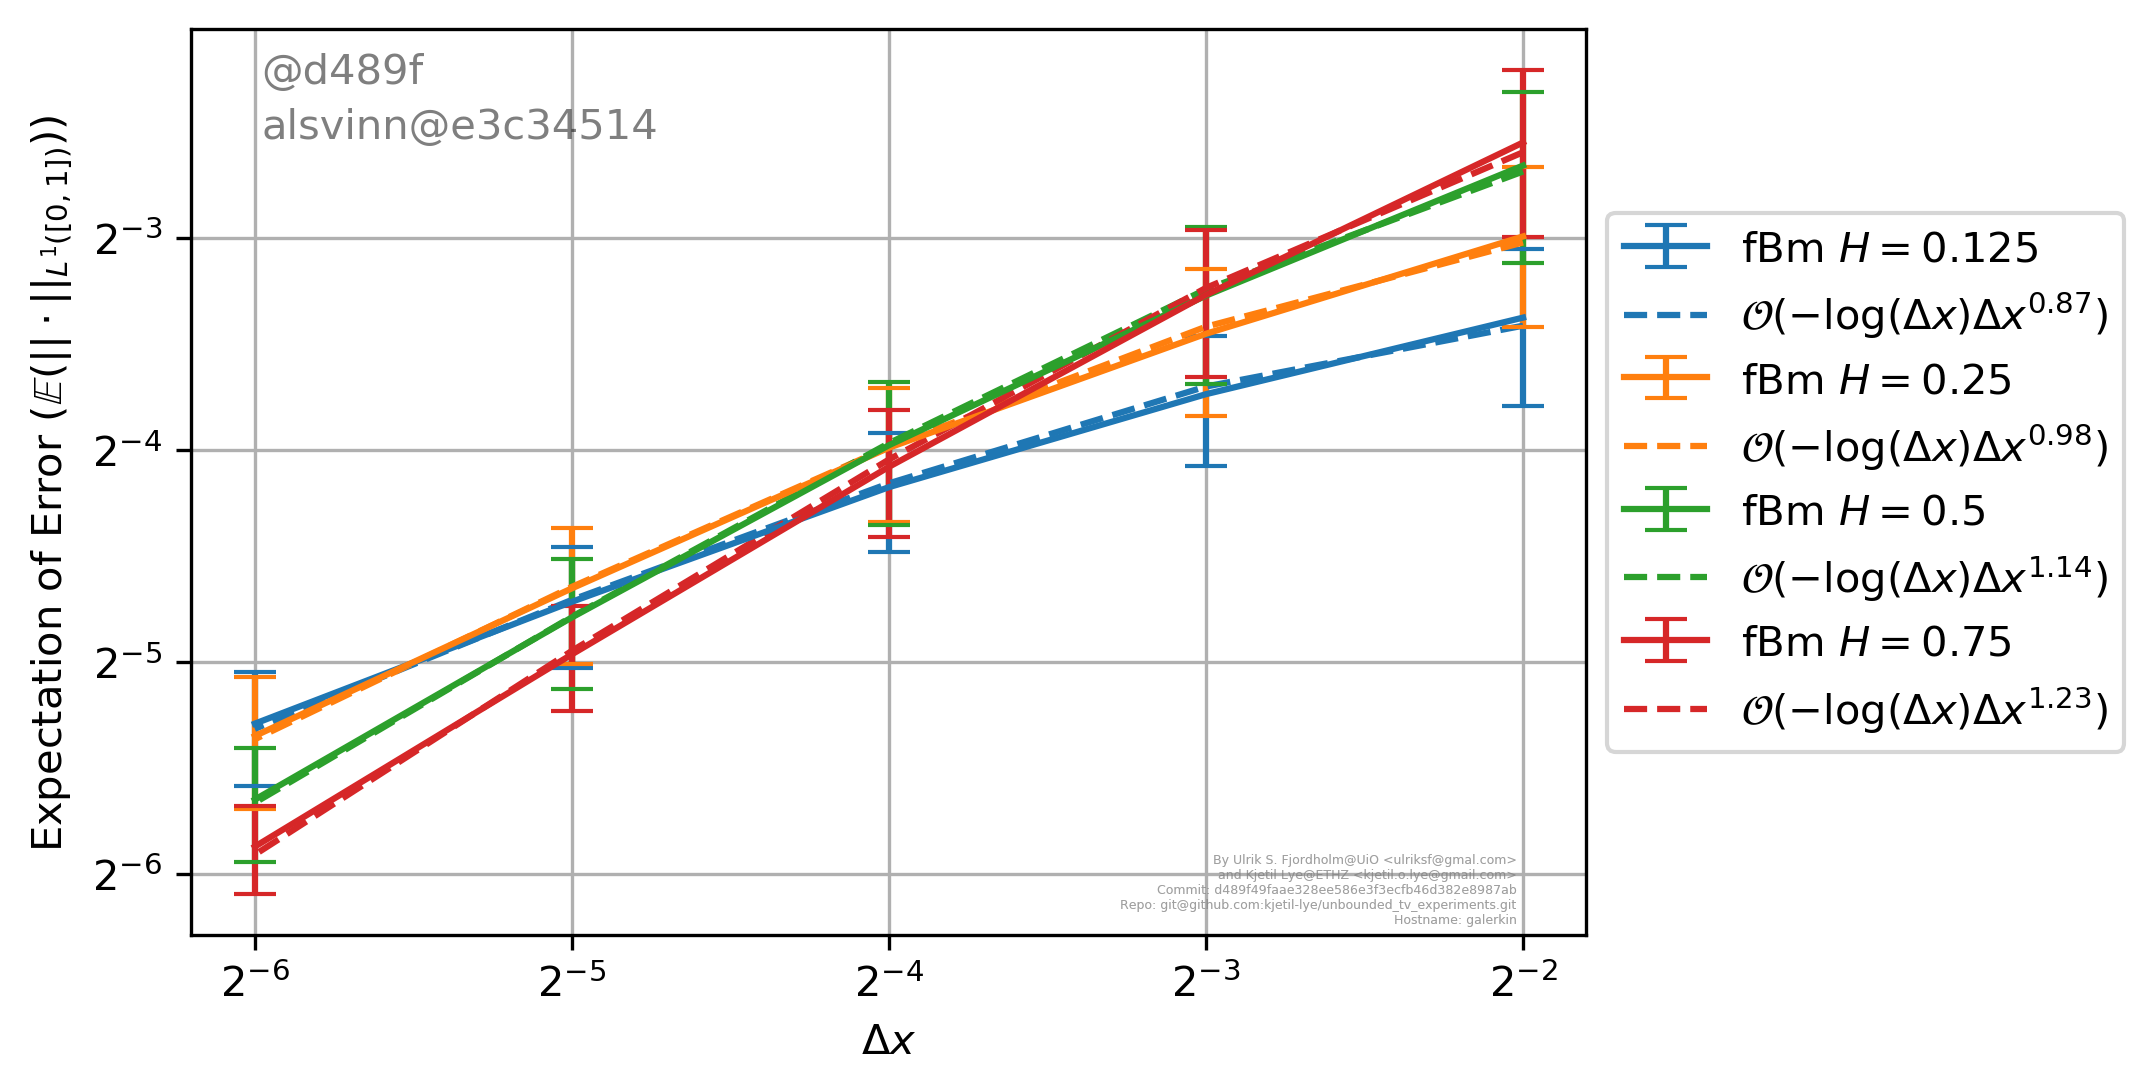 @d489f
alsvinn@e3c34514
Expectation of Error (𝔼(||·||_{L^1([0,1])}))
2^{-3}
2^{-4}
2^{-5}
2^{-6}
2^{-6} 2^{-5} 2^{-4} 2^{-3} 2^{-2}
Δx
fBm H = 0.125
𝒪(−log(Δx)Δx^{0.87})
fBm H = 0.25
𝒪(−log(Δx)Δx^{0.98})
fBm H = 0.5
𝒪(−log(Δx)Δx^{1.14})
fBm H = 0.75
𝒪(−log(Δx)Δx^{1.23})
By Ulrik S. Fjordholm@UiO <ulriksf@gmal.com>
and Kjetil Lye@ETHZ <kjetil.o.lye@gmail.com>
Commit: d489f49faae328ee586e3f3ecfb46d382e8987ab
Repo: git@github.com:kjetil-lye/unbounded_tv_experiments.git
Hostname: galerkin